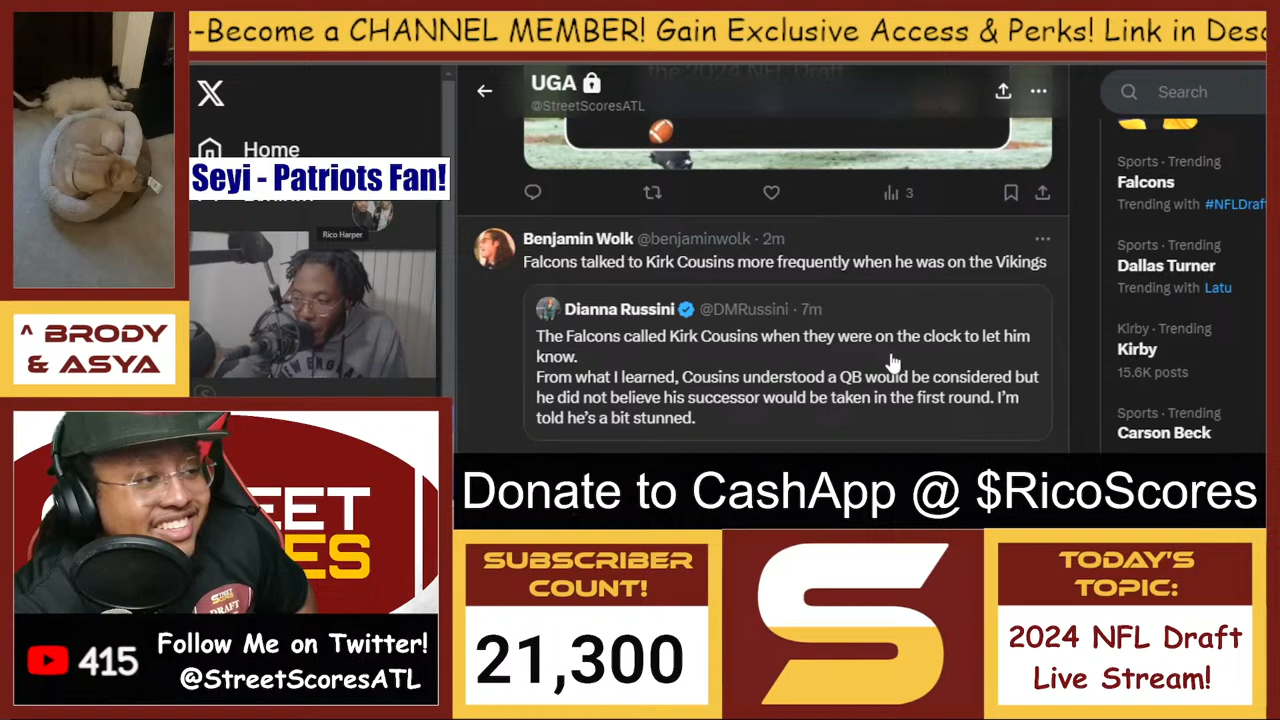 --Become a CHANNEL MEMBER! Gain Exclusive Access & Perks! Link in Desc
the 2024 NFL Draft
UGA
@StreetScoresATL
Search
Home
Seyi - Patriots Fan!
Rico Harper
3
Sports · Trending
Falcons
Trending with #NFLDraf
Benjamin Wolk @benjaminwolk · 2m
Falcons talked to Kirk Cousins more frequently when he was on the Vikings
Dianna Russini @DMRussini · 7m
The Falcons called Kirk Cousins when they were on the clock to let him
know.
From what I learned, Cousins understood a QB would be considered but
he did not believe his successor would be taken in the first round. I’m
told he’s a bit stunned.
Sports · Trending
Dallas Turner
Trending with Latu
Kirby · Trending
Kirby
15.6K posts
Sports · Trending
Carson Beck
^ BRODY
& ASYA
NEW ENGL
EET
ES
DRAFT
415
Follow Me on Twitter!
@StreetScoresATL
Donate to CashApp @ $RicoScores
SUBSCRIBER
COUNT!
21,300
S
TODAY'S
TOPIC:
2024 NFL Draft
Live Stream!